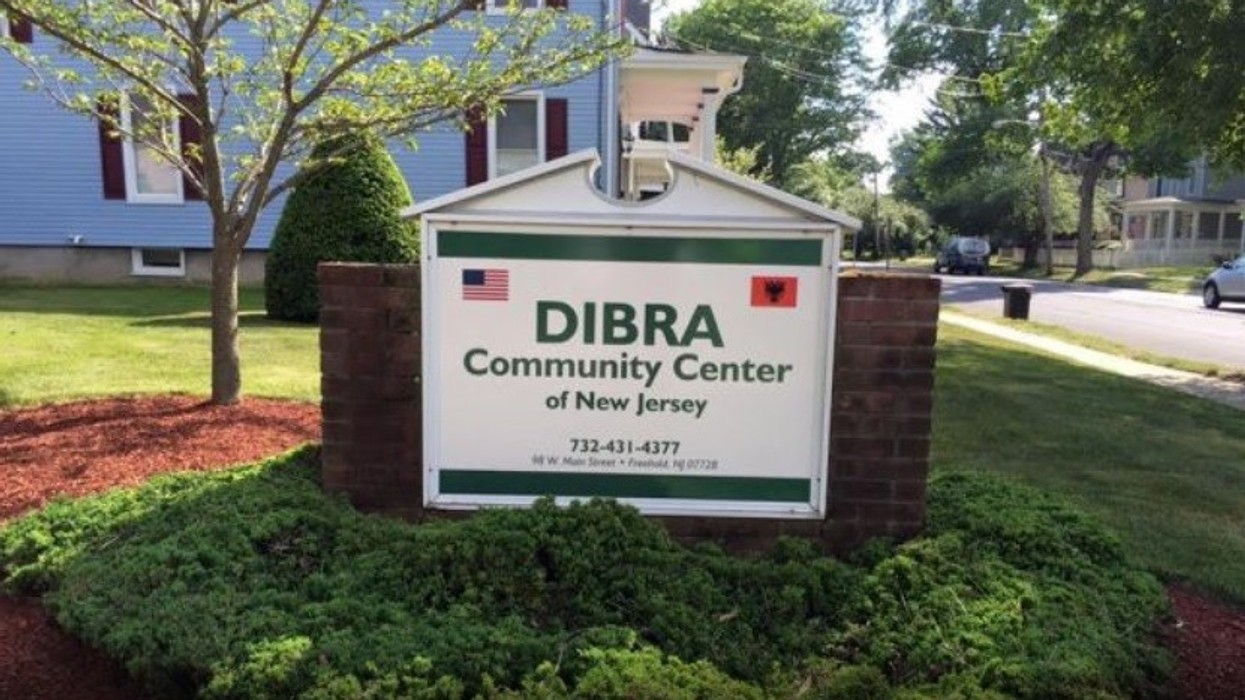 DIBRA
Community Center
of New Jersey
732-431-4377
98 W. Main Street • Freehold, NJ 07728